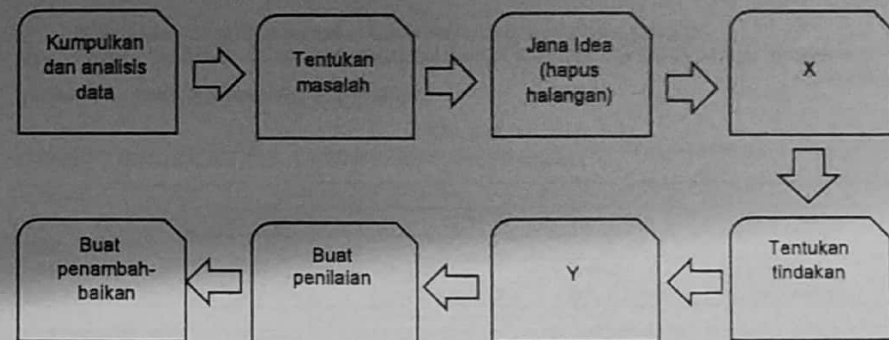 Kumpulkan
dan analisis
data
Tentukan
masalah
Jana Idea
(hapus
halangan)
X
Tentukan
tindakan
Y
Buat
penilaian
Buat
penambah-
baikan